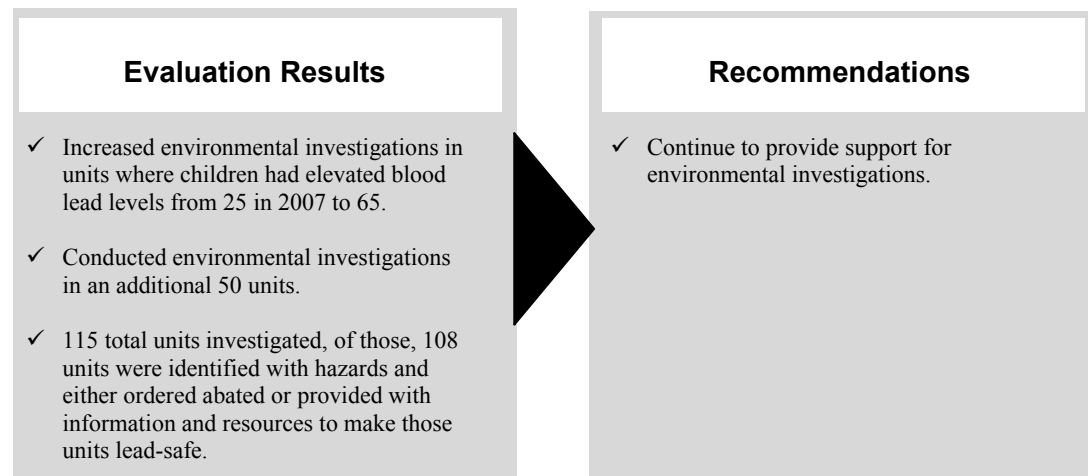 Evaluation Results
✓ Increased environmental investigations in
units where children had elevated blood
lead levels from 25 in 2007 to 65.
✓ Conducted environmental investigations
in an additional 50 units.
✓ 115 total units investigated, of those, 108
units were identified with hazards and
either ordered abated or provided with
information and resources to make those
units lead-safe.
Recommendations
✓ Continue to provide support for
environmental investigations.